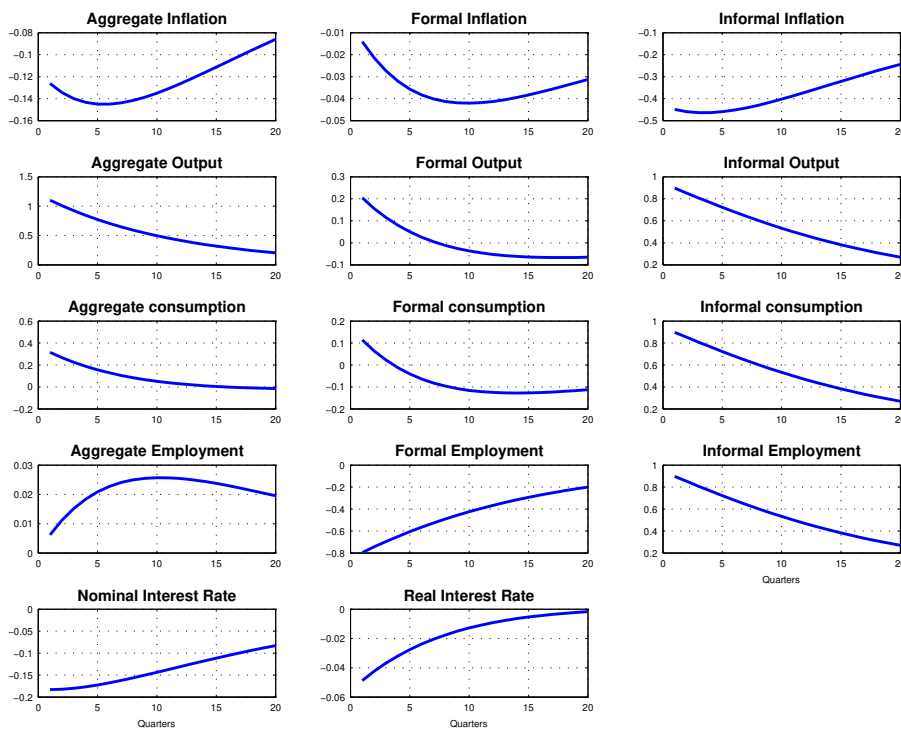 Aggregate Inflation
−0.08
−0.1
−0.12
−0.14
−0.16
0 5 10 15 20
Formal Inflation
−0.01
−0.02
−0.03
−0.04
−0.05
0 5 10 15 20
Informal Inflation
−0.1
−0.2
−0.3
−0.4
−0.5
0 5 10 15 20
Aggregate Output
1.5
1
0.5
0
0 5 10 15 20
Formal Output
0.3
0.2
0.1
0
−0.1
0 5 10 15 20
Informal Output
1
0.8
0.6
0.4
0.2
0 5 10 15 20
Aggregate consumption
0.6
0.4
0.2
0
−0.2
0 5 10 15 20
Formal consumption
0.2
0.1
0
−0.1
−0.2
0 5 10 15 20
Informal consumption
1
0.8
0.6
0.4
0.2
0 5 10 15 20
Aggregate Employment
0.03
0.02
0.01
0
0 5 10 15 20
Formal Employment
0
−0.2
−0.4
−0.6
−0.8
0 5 10 15 20
Informal Employment
1
0.8
0.6
0.4
0.2
0 5 10 15 20
Quarters
Nominal Interest Rate
0
−0.05
−0.1
−0.15
−0.2
0 5 10 15 20
Quarters
Real Interest Rate
0
−0.02
−0.04
−0.06
0 5 10 15 20
Quarters